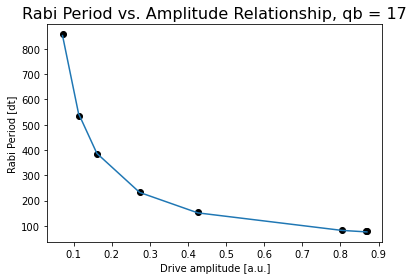 Rabi Period vs. Amplitude Relationship, qb = 17
800
700
600
500
400
300
200
100
Rabi Period [dt]
0.1 0.2 0.3 0.4 0.5 0.6 0.7 0.8 0.9
Drive amplitude [a.u.]